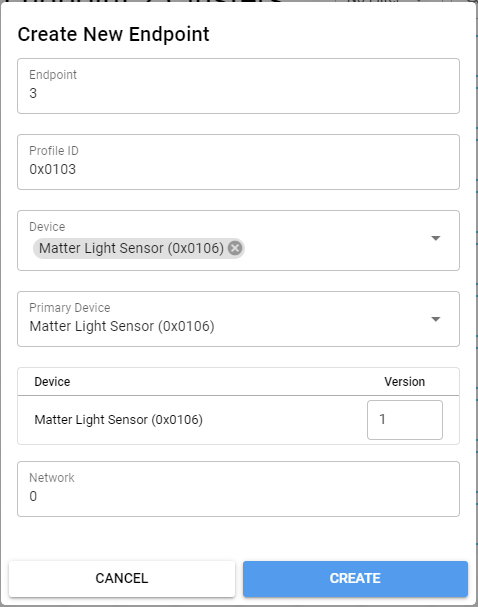 Create New Endpoint
Endpoint
3
Profile ID
0x0103
Device
Matter Light Sensor (0x0106)
Primary Device
Matter Light Sensor (0x0106)
Device Version
Matter Light Sensor (0x0106) 1
Network
0
CANCEL CREATE